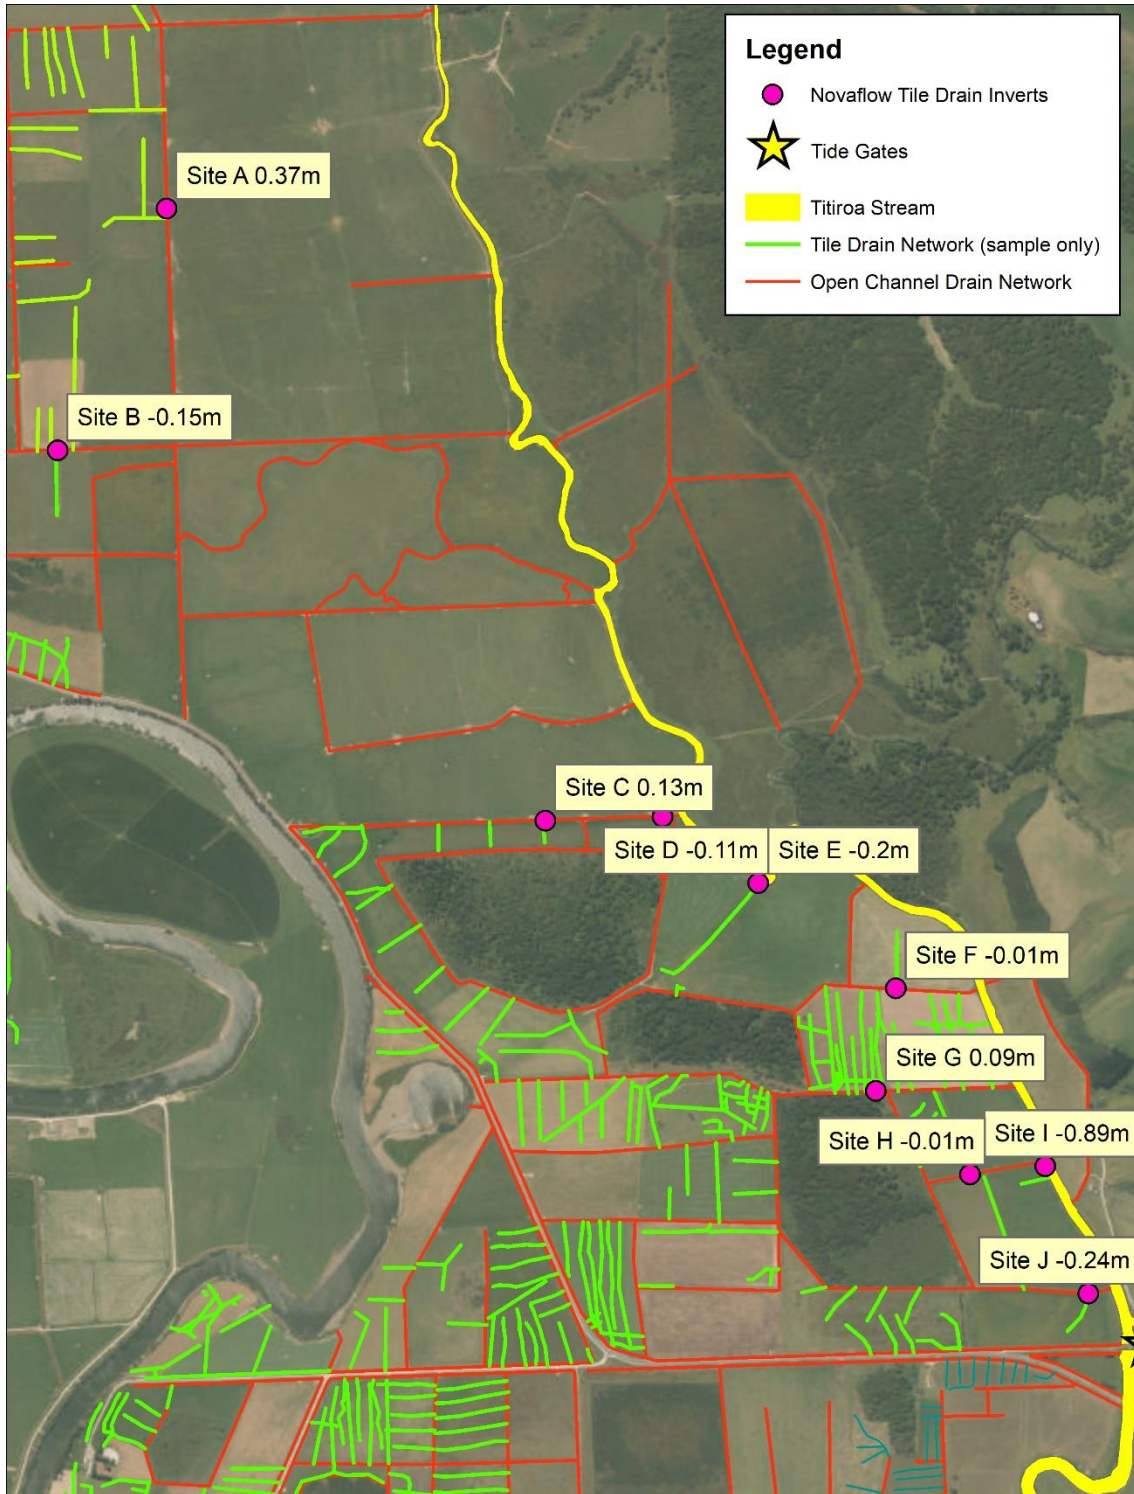 Legend
Novaflow Tile Drain Inverts
Tide Gates
Titiroa Stream
Tile Drain Network (sample only)
Open Channel Drain Network
Site A 0.37m
Site B -0.15m
Site C 0.13m
Site D -0.11m
Site E -0.2m
Site F -0.01m
Site G 0.09m
Site H -0.01m
Site I -0.89m
Site J -0.24m